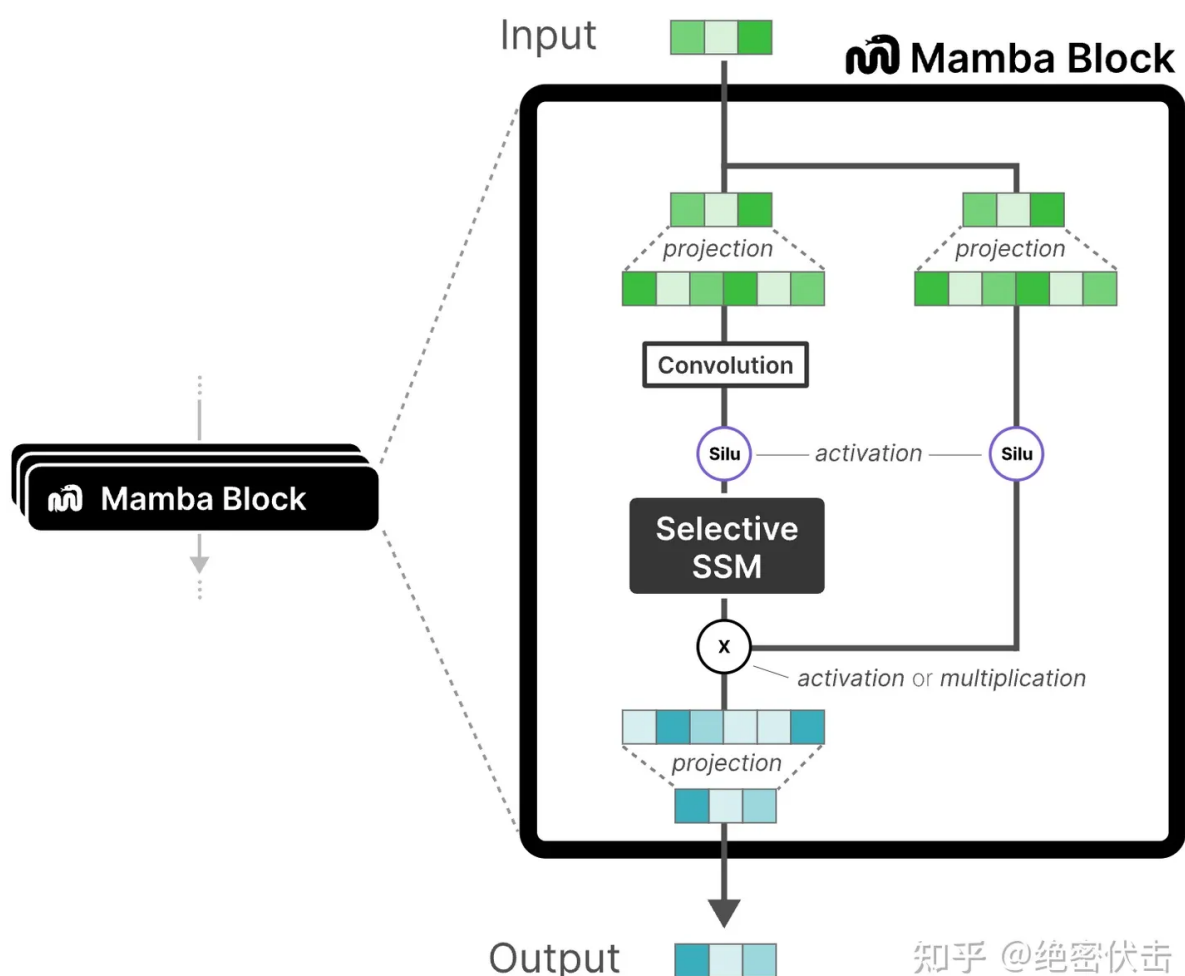 Input
Mamba Block
projection
projection
Convolution
Silu
activation
Silu
Mamba Block
Selective
SSM
X
activation or multiplication
projection
Output
知乎 @绝密伏击